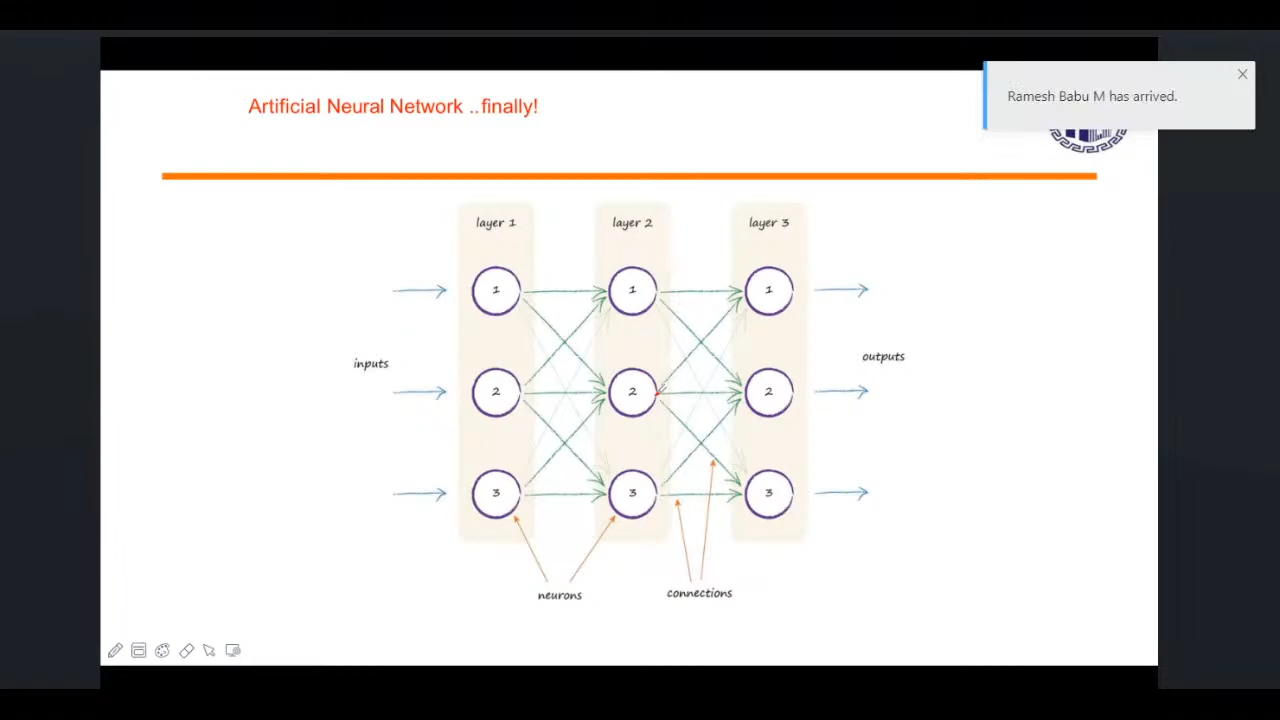 Artificial Neural Network ..finally!
Ramesh Babu M has arrived.
layer 1
layer 2
layer 3
1
1
1
inputs
outputs
2
2
2
3
3
3
neurons
connections